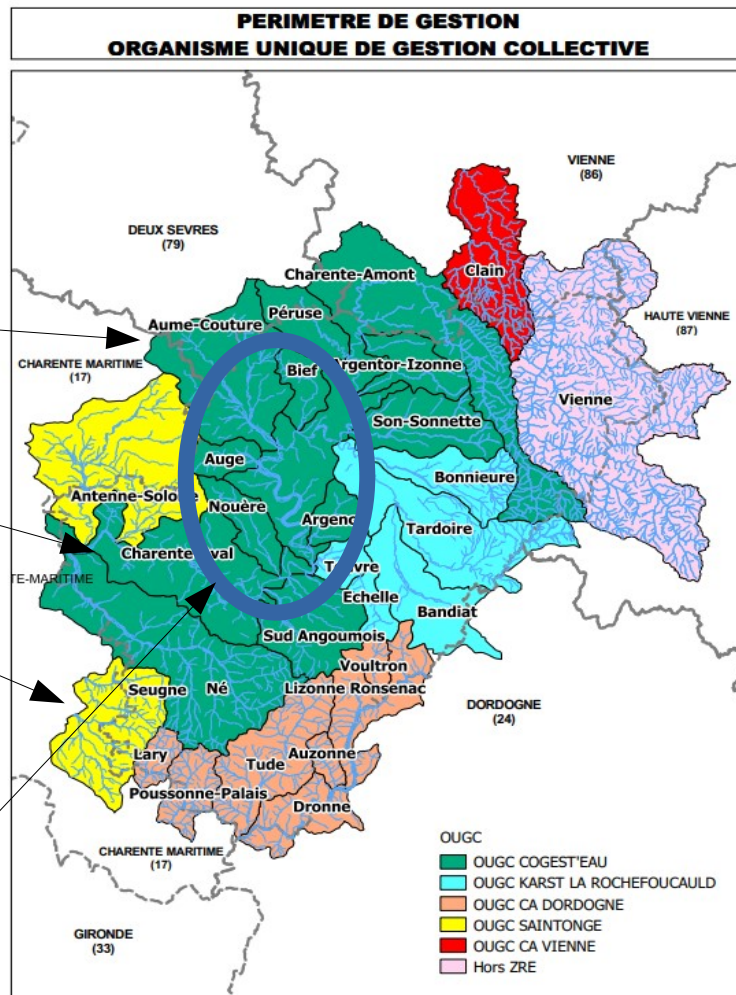 PERIMETRE DE GESTION
ORGANISME UNIQUE DE GESTION COLLECTIVE
VIENNE
(86)
DEUX SEVRES
(79)
Clain
Charente-Amont
Péruse
Aume-Couture
HAUTE VIENNE
(87)
CHARENTE MARITIME
(17)
Bief
Argentor-Izonne
Vienne
Son-Sonnette
Auge
Bonnieure
Antenne-Soloire
Nouère
Argence
Tardoire
Charente-Aval
TE-MARITIME
Touvre
Echelle
Bandiat
Sud Angoumois
Voultron
Seugne
Né
Lizonne
Ronsenac
DORDOGNE
(24)
Lary
Tude
Auzonne
Poussonne-Palais
Dronne
CHARENTE MARITIME
(17)
GIRONDE
(33)
OUGC
OUGC COGEST'EAU
OUGC KARST LA ROCHEFOUCAULD
OUGC CA DORDOGNE
OUGC SAINTONGE
OUGC CA VIENNE
Hors ZRE